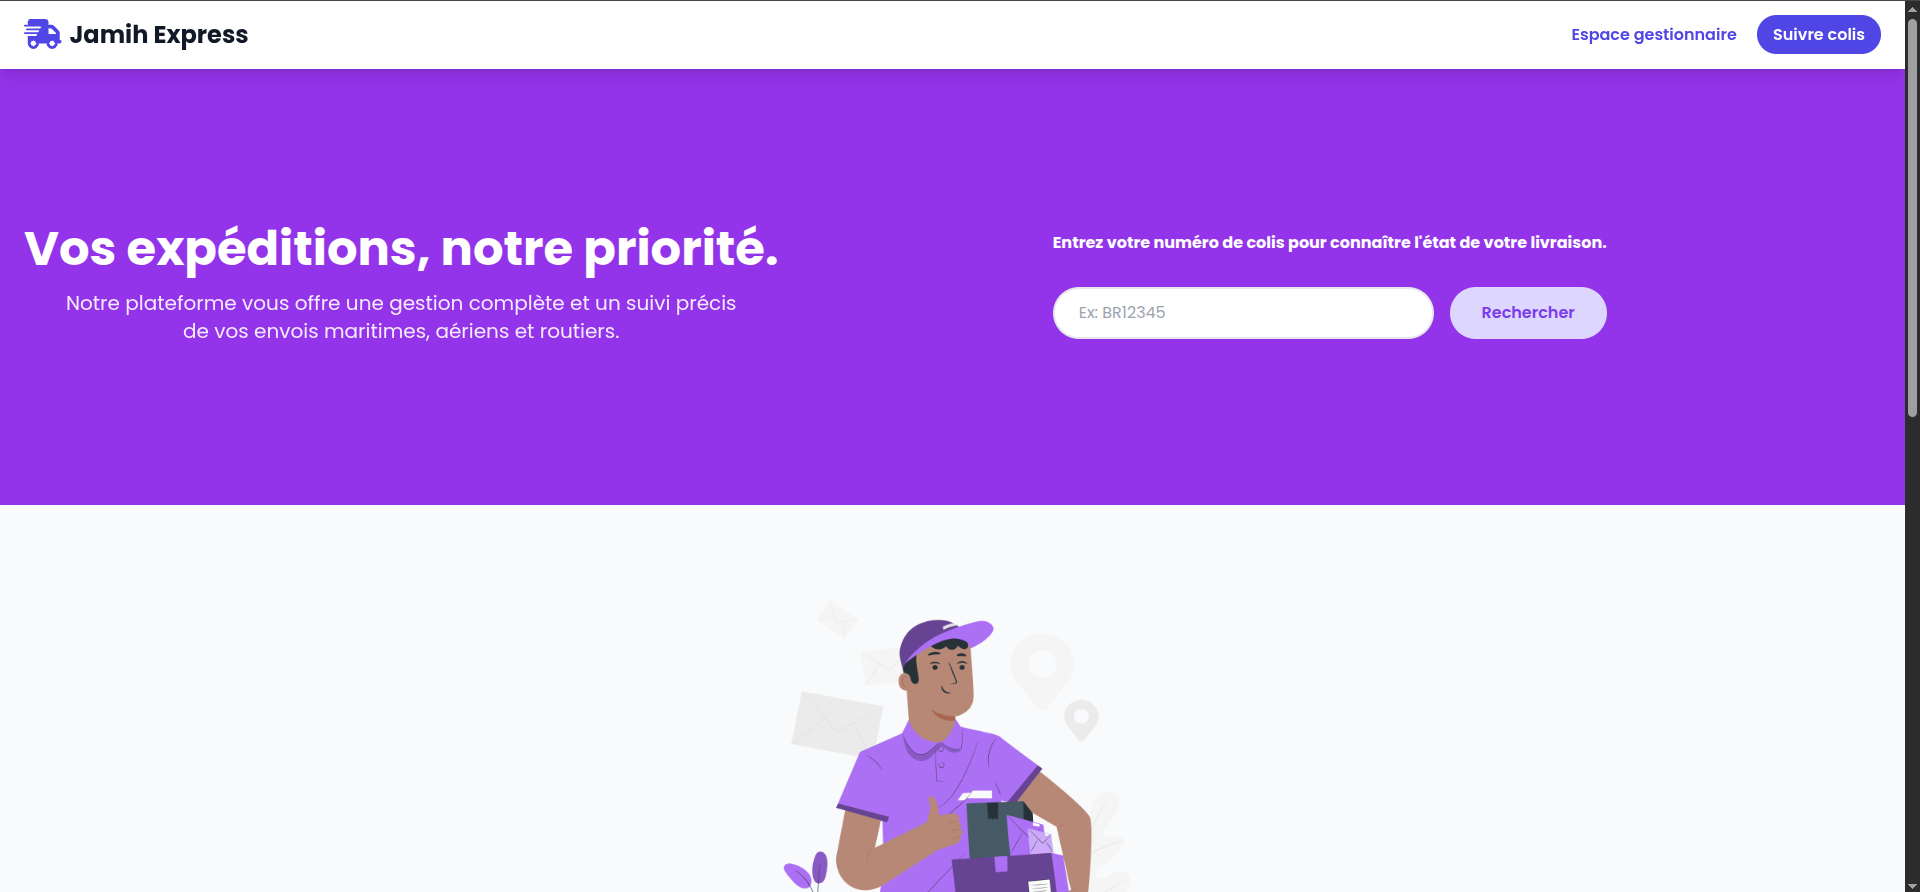 Jamih Express
Espace gestionnaire
Suivre colis
Vos expéditions, notre priorité.
Notre plateforme vous offre une gestion complète et un suivi précis
de vos envois maritimes, aériens et routiers.
Entrez votre numéro de colis pour connaître l'état de votre livraison.
Ex: BR12345
Rechercher